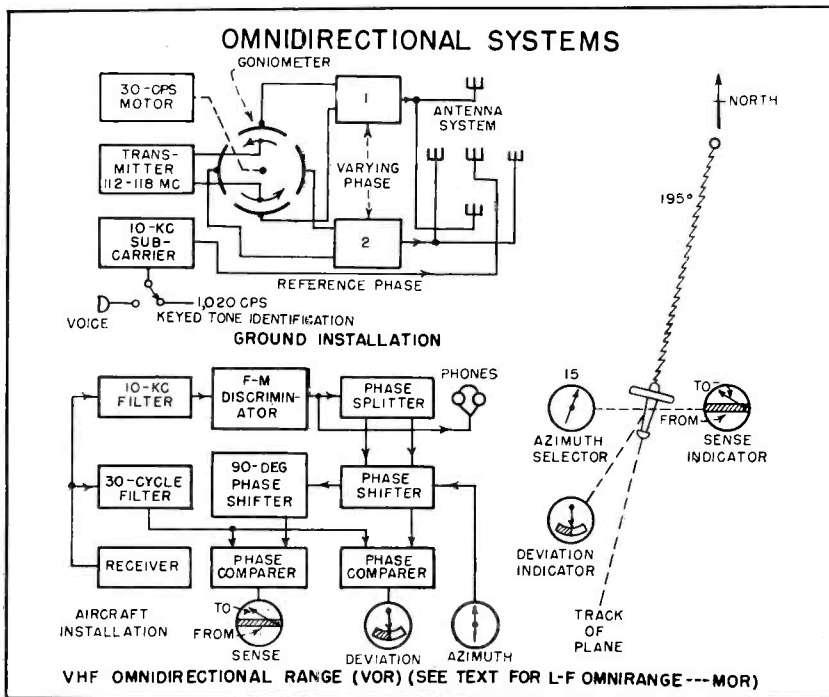 OMNIDIRECTIONAL SYSTEMS
GONIOMETER
30-CPS
MOTOR
TRANS-
MITTER
112-118 MC
10-KC
SUB-
CARRIER
1
ANTENNA
SYSTEM
VARYING
PHASE
2
REFERENCE PHASE
VOICE
1,020 CPS
KEYED TONE IDENTIFICATION
GROUND INSTALLATION
NORTH
195°
10-KC
FILTER
F-M
DISCRIM-
INATOR
PHASE
SPLITTER
PHONES
30-CYCLE
FILTER
90-DEG
PHASE
SHIFTER
PHASE
SHIFTER
RECEIVER
PHASE
COMPARER
PHASE
COMPARER
AIRCRAFT
INSTALLATION
TO
FROM
SENSE
DEVIATION
AZIMUTH
15
AZIMUTH
SELECTOR
TO
FROM
SENSE
INDICATOR
DEVIATION
INDICATOR
TRACK
OF
PLANE
VHF OMNIDIRECTIONAL RANGE (VOR) (SEE TEXT FOR L-F OMNIRANGE---MOR)